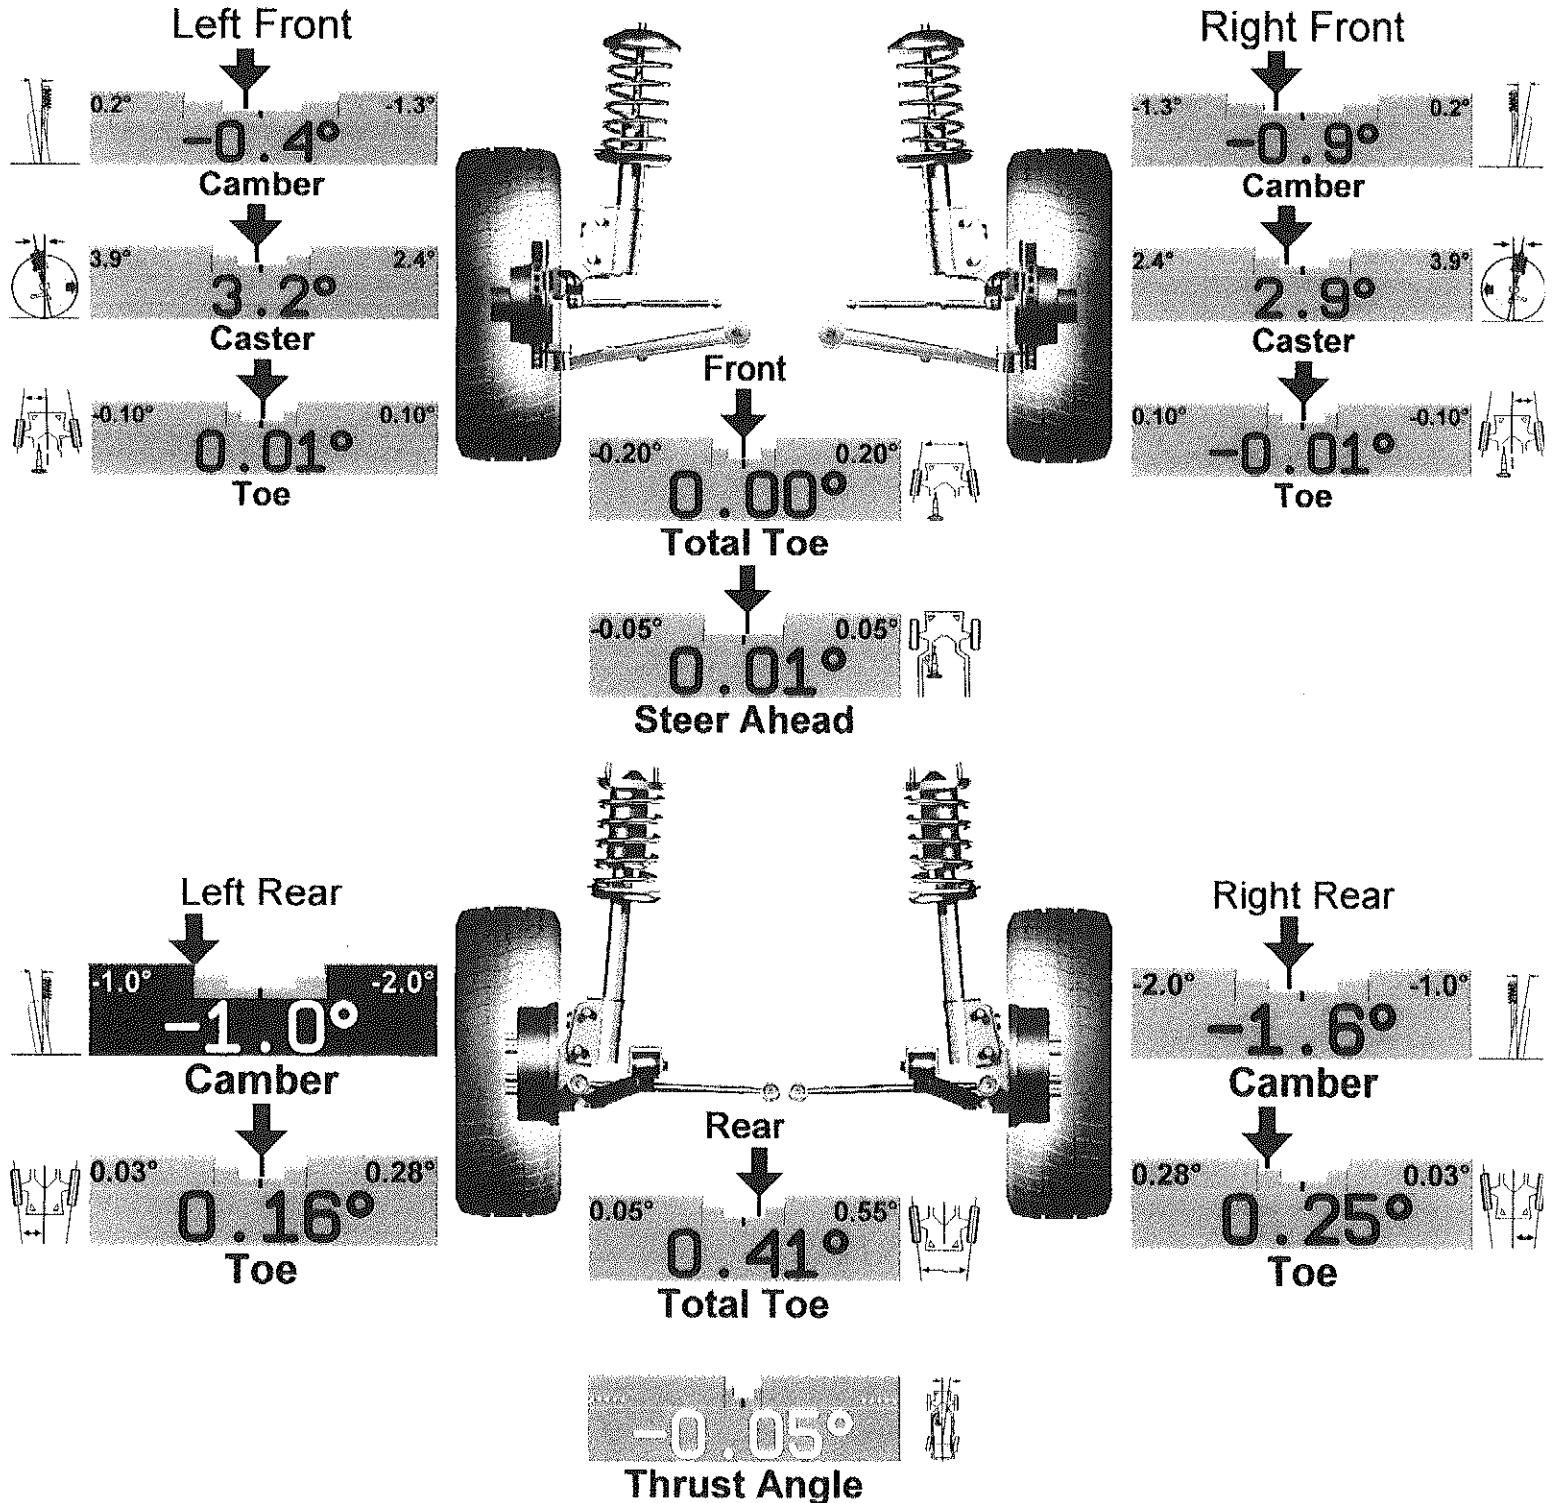 Left Front
0.2° -1.3°
-0.4°
Camber
3.9° 2.4°
3.2°
Caster
-0.10° 0.10°
0.01°
Toe
Right Front
-1.3° 0.2°
-0.9°
Camber
2.4° 3.9°
2.9°
Caster
0.10° -0.10°
-0.01°
Toe
Front
-0.20° 0.20°
0.00°
Total Toe
-0.05° 0.05°
0.01°
Steer Ahead
Left Rear
-1.0° -2.0°
-1.0°
Camber
0.03° 0.28°
0.16°
Toe
Right Rear
-2.0° -1.0°
-1.6°
Camber
0.28° 0.03°
0.25°
Toe
Rear
0.05° 0.55°
0.41°
Total Toe
-0.05°
Thrust Angle